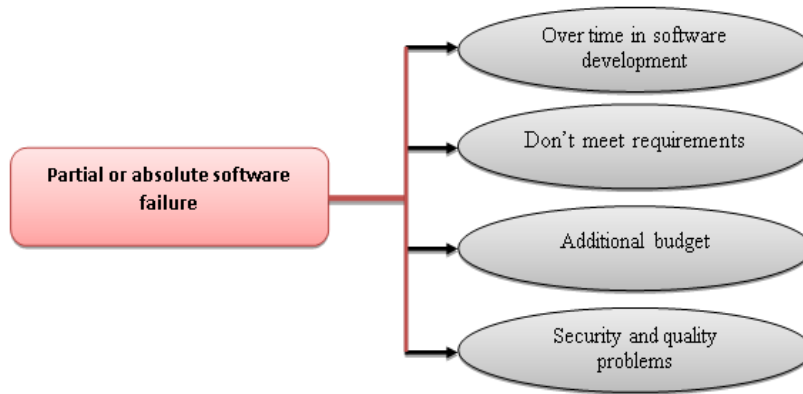 Over time in software
development
Don't meet requirements
Partial or absolute software
failure
Additional budget
Security and quality
problems